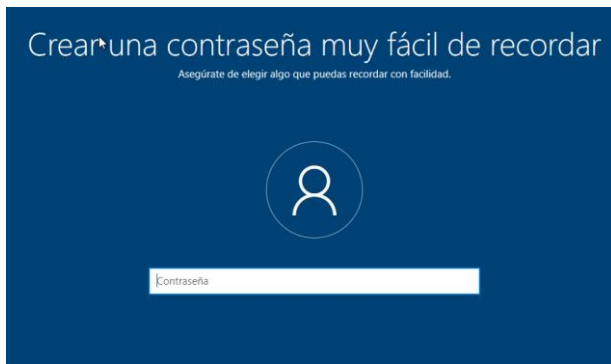 Crear una contraseña muy fácil de recordar
Asegúrate de elegir algo que puedas recordar con facilidad.
Contraseña